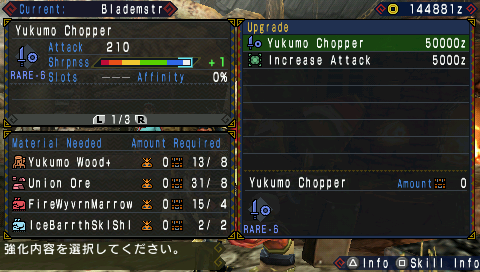 Current: Blademstr
144881z
Yukumo Chopper
Attack 210
Shrpnss +1
RARE-6 Slots --- Affinity 0%
L 1/3 R
Material Needed Amount Required
Yukumo Wood+ 0 13/ 8
Union Ore 0 31/ 8
FireWyvrnMarrow 0 15/ 4
IceBarrthSklShl 0 2/ 2
Upgrade
Yukumo Chopper 50000z
Increase Attack 5000z
Yukumo Chopper Amount 0
RARE-6
強化内容を選択してください。
△ Info □ Skill Info